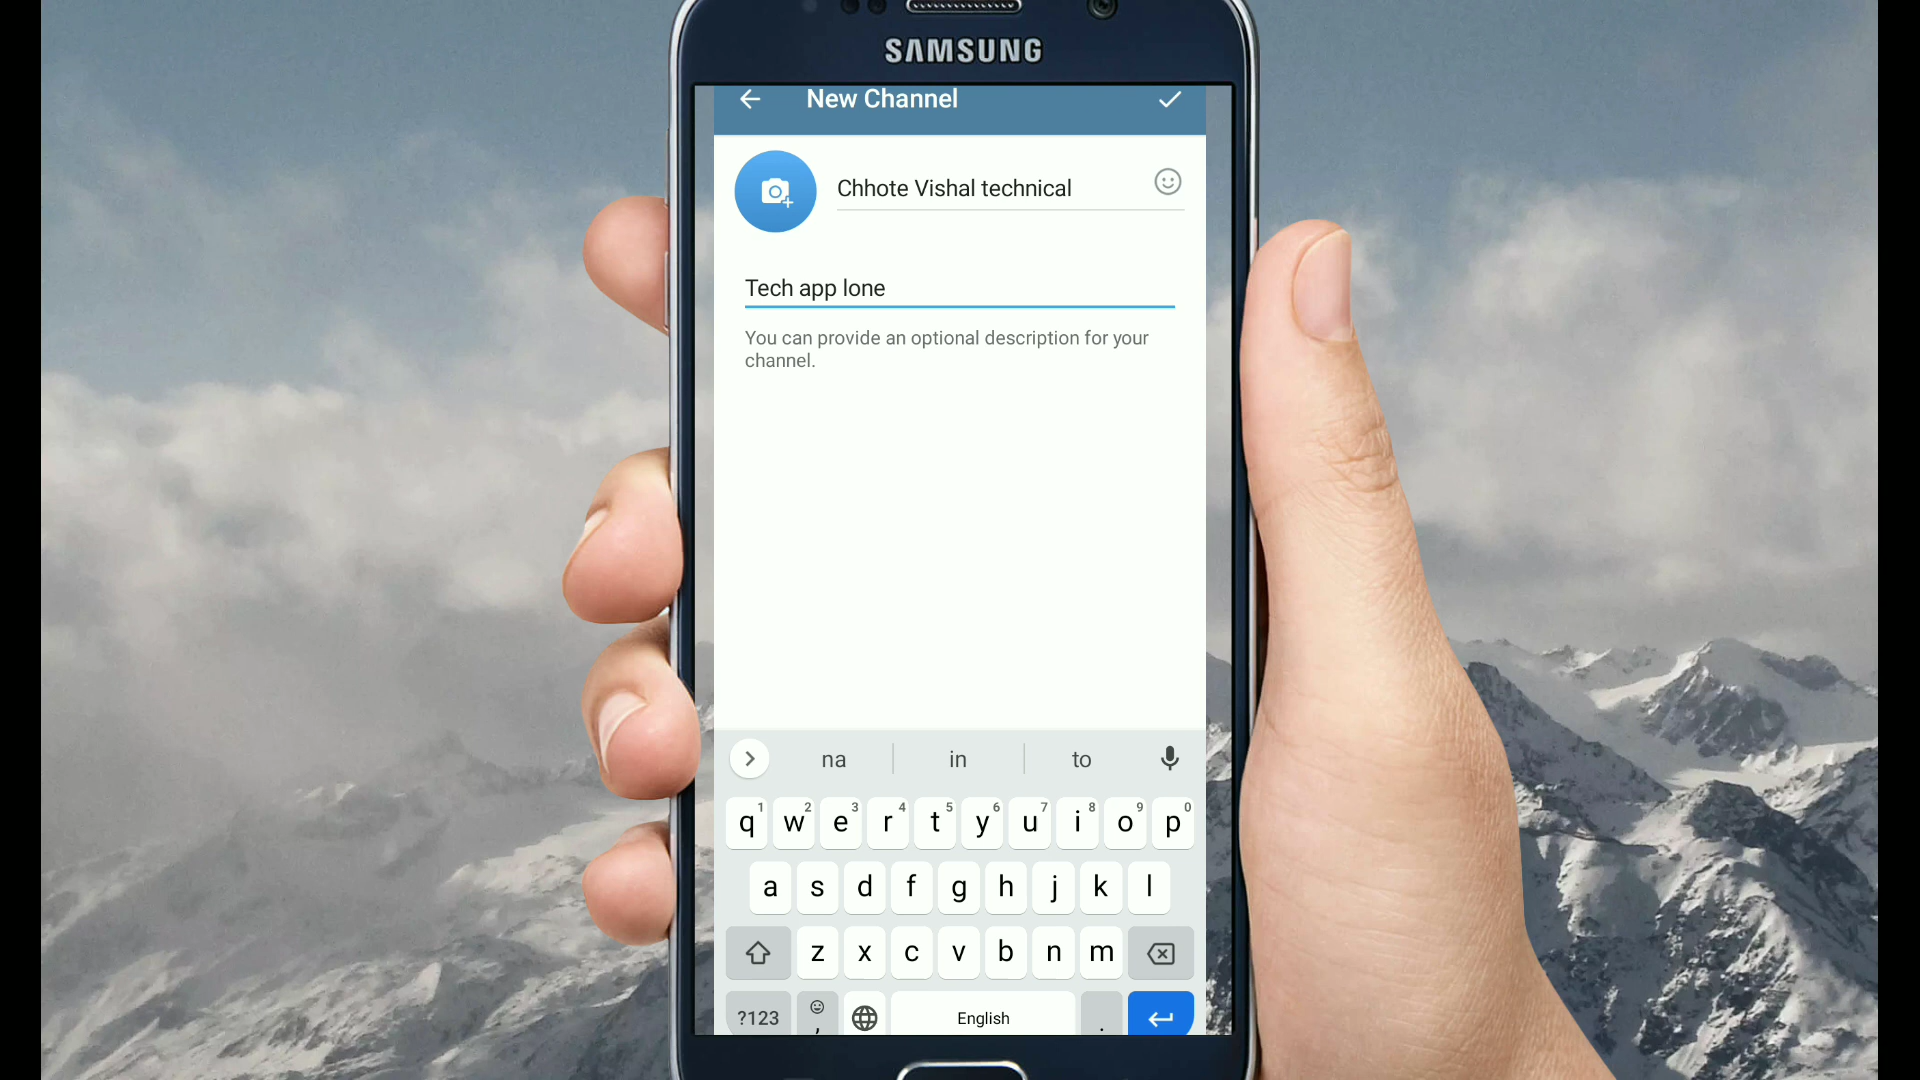 SAMSUNG
New Channel
Chhote Vishal technical
Tech app lone
You can provide an optional description for your
channel.
na in to
q1 w2 e3 r4 t5 y6 u7 i8 o9 p0
a s d f g h j k l
z x c v b n m
?123 , English .